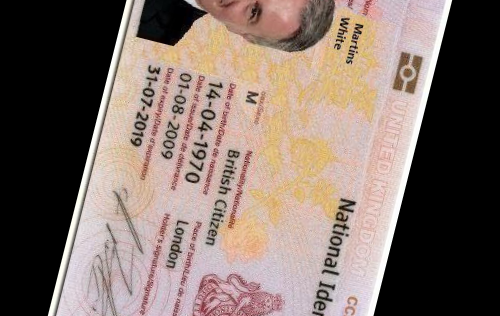 UNITED KINGDOM
National Iden
CC
Martins
White
Sex/Sexe
M
Nationality/Nationalité
British Citizen
Date of birth/Date de naissance
14-04-1970
Place of birth/Lieu de nais
London
Date of issue/Date de délivrance
01-08-2009
Date of expiry/Date d'expiration
31-07-2019
Holder's signature/Signature